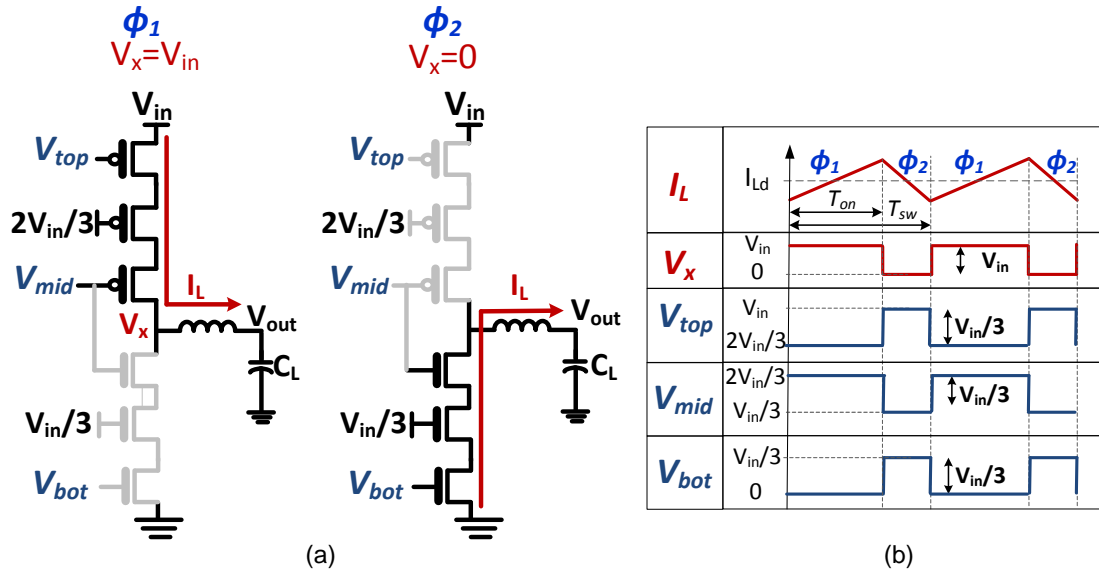 ϕ1
Vx=Vin
Vin
Vtop
2Vin/3
Vmid
IL
Vx
Vout
CL
Vin/3
Vbot
ϕ2
Vx=0
Vin
Vtop
2Vin/3
Vmid
IL
Vout
CL
Vin/3
Vbot
(a)
IL
ILd
ϕ1
ϕ2
ϕ1
ϕ2
Ton
Tsw
Vx
Vin
0
Vin
Vtop
Vin
2Vin/3
Vin/3
Vmid
2Vin/3
Vin/3
Vin/3
Vbot
Vin/3
0
Vin/3
(b)